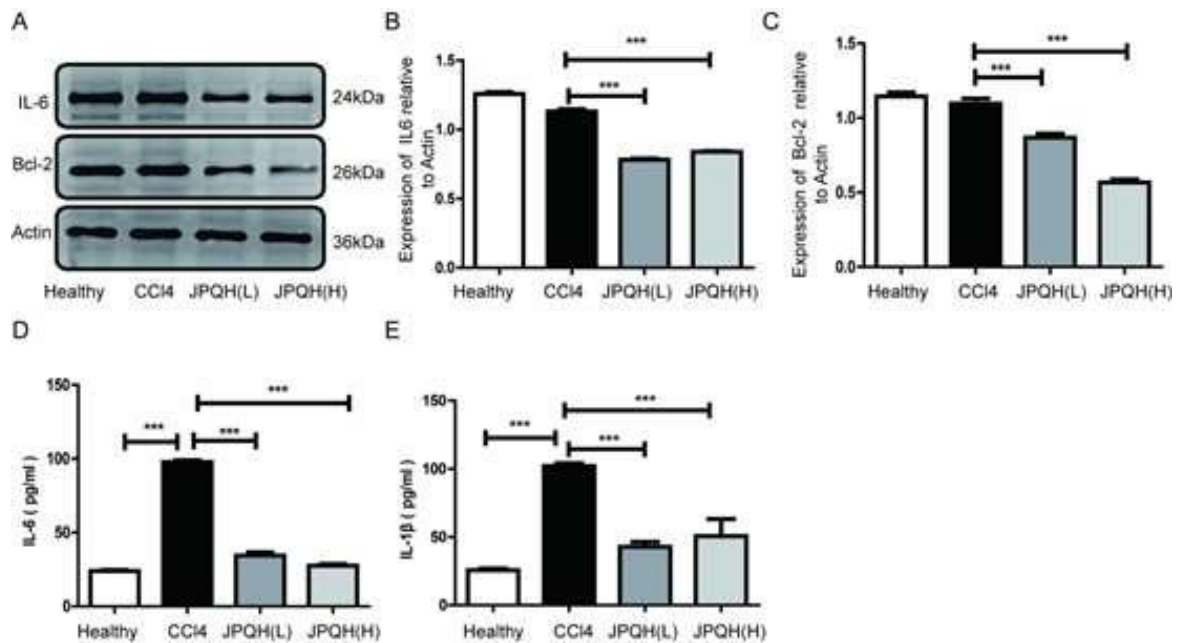 A
IL-6
24kDa
Bcl-2
26kDa
Actin
36kDa
Healthy CCl4 JPQH(L) JPQH(H)
B
Expression of IL6 relative
to Actin
1.5
1.0
0.5
0.0
***
***
Healthy CCl4 JPQH(L) JPQH(H)
C
Expression of Bcl-2 relative
to Actin
1.5
1.0
0.5
0.0
***
***
Healthy CCl4 JPQH(L) JPQH(H)
D
IL-6 ( pg/ml )
150
100
50
0
***
***
***
Healthy CCl4 JPQH(L) JPQH(H)
E
IL-1β ( pg/ml )
150
100
50
0
***
***
***
Healthy CCl4 JPQH(L) JPQH(H)